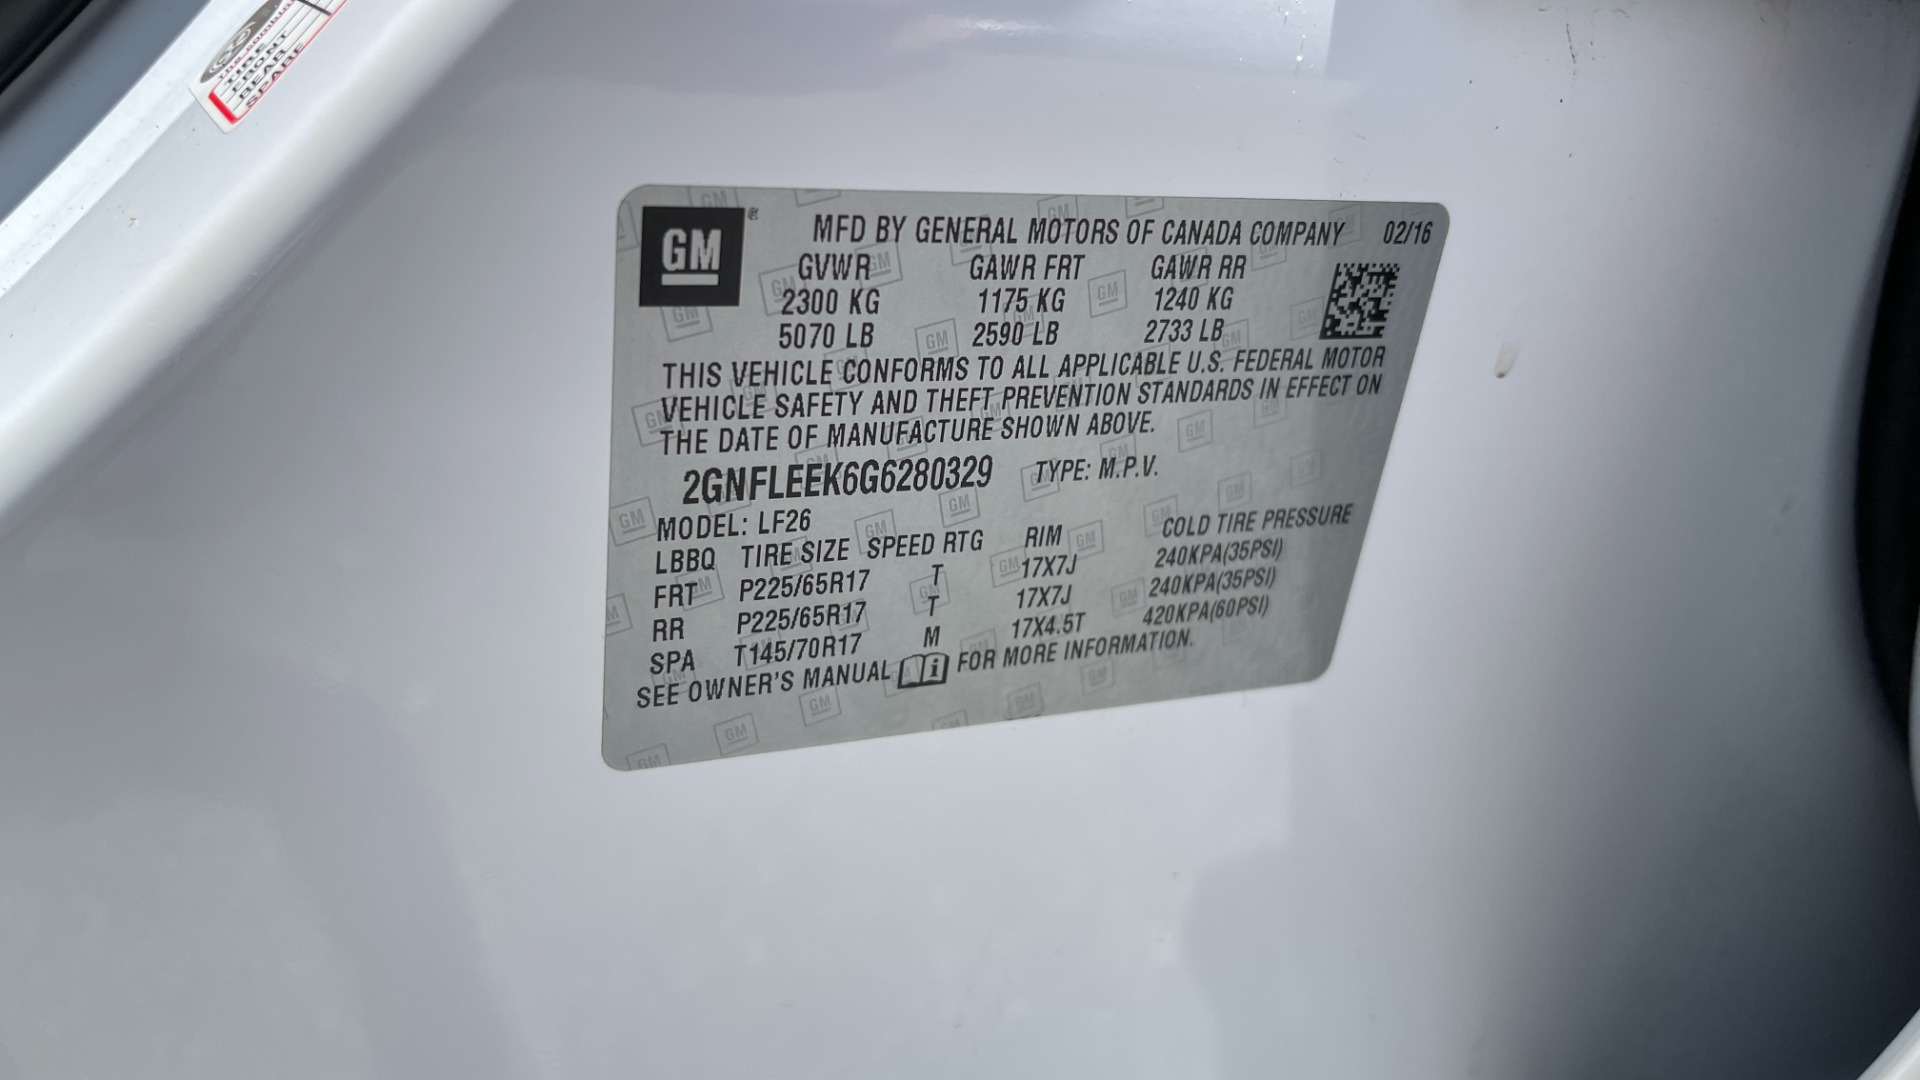 TIRE
FRONT
REAR
SPARE
GM
MFD BY GENERAL MOTORS OF CANADA COMPANY 02/16
GVWR GAWR FRT GAWR RR
2300 KG 1175 KG 1240 KG
5070 LB 2590 LB 2733 LB
THIS VEHICLE CONFORMS TO ALL APPLICABLE U.S. FEDERAL MOTOR
VEHICLE SAFETY AND THEFT PREVENTION STANDARDS IN EFFECT ON
THE DATE OF MANUFACTURE SHOWN ABOVE.
2GNFLEEK6G6280329 TYPE: M.P.V.
MODEL: LF26
LBBQ TIRE SIZE SPEED RTG RIM COLD TIRE PRESSURE
FRT P225/65R17 T 17X7J 240KPA(35PSI)
RR P225/65R17 T 17X7J 240KPA(35PSI)
SPA T145/70R17 M 17X4.5T 420KPA(60PSI)
SEE OWNER'S MANUAL FOR MORE INFORMATION.